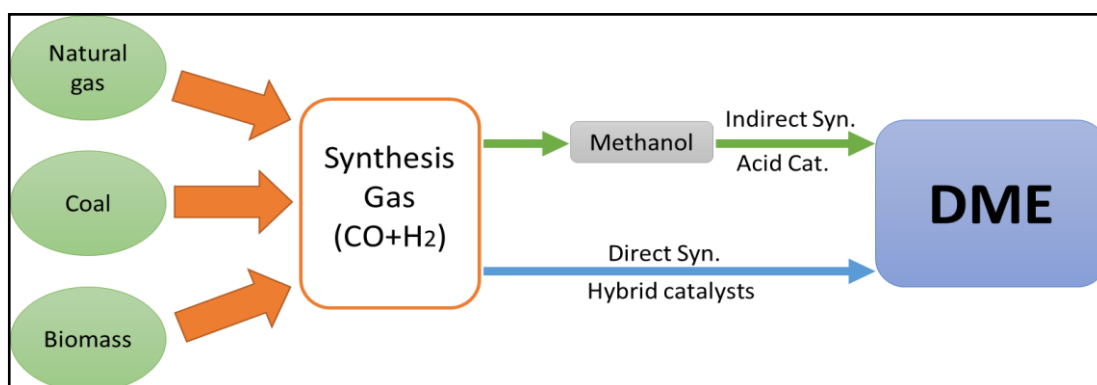 Natural
gas
Coal
Biomass
Synthesis
Gas
(CO+H2)
Methanol
Indirect Syn.
Acid Cat.
Direct Syn.
Hybrid catalysts
DME